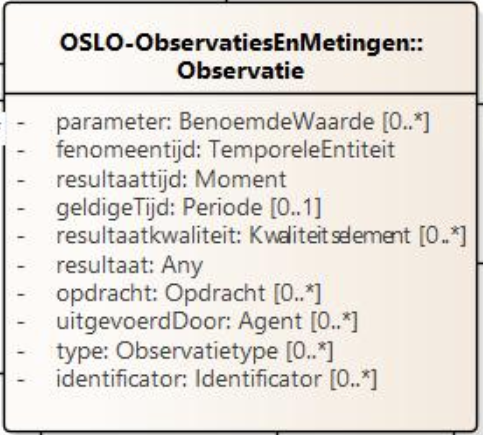 OSLO-ObservatiesEnMetingen::
Observatie
- parameter: BenoemdeWaarde [0..*]
- fenomeentijd: TemporeleEntiteit
- resultaattijd: Moment
- geldigeTijd: Periode [0..1]
- resultaatkwaliteit: Kwaliteitselement [0..*]
- resultaat: Any
- opdracht: Opdracht [0..*]
- uitgevoerdDoor: Agent [0..*]
- type: Observatietype [0..*]
- identificator: Identificator [0..*]